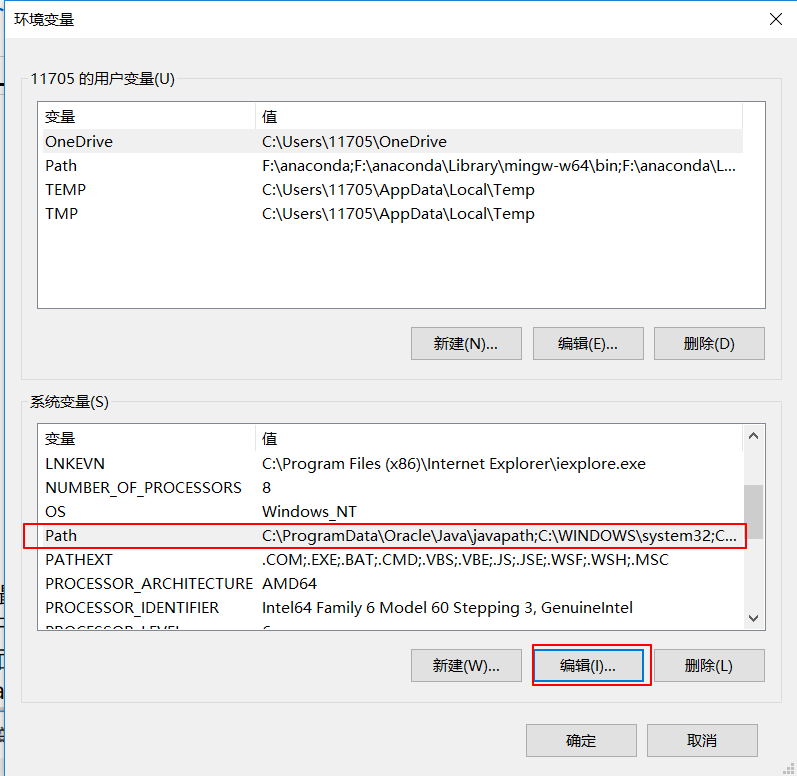 环境变量
11705 的用户变量(U)
变量 值
OneDrive C:\Users\11705\OneDrive
Path F:\anaconda;F:\anaconda\Library\mingw-w64\bin;F:\anaconda\L...
TEMP C:\Users\11705\AppData\Local\Temp
TMP C:\Users\11705\AppData\Local\Temp
新建(N)... 编辑(E)... 删除(D)
系统变量(S)
变量 值
LNKEVN C:\Program Files (x86)\Internet Explorer\iexplore.exe
NUMBER_OF_PROCESSORS 8
OS Windows_NT
Path C:\ProgramData\Oracle\Java\javapath;C:\WINDOWS\system32;C...
PATHEXT .COM;.EXE;.BAT;.CMD;.VBS;.VBE;.JS;.JSE;.WSF;.WSH;.MSC
PROCESSOR_ARCHITECTURE AMD64
PROCESSOR_IDENTIFIER Intel64 Family 6 Model 60 Stepping 3, GenuineIntel
PROCESSOR_LEVEL 6
新建(W)... 编辑(I)... 删除(L)
确定 取消